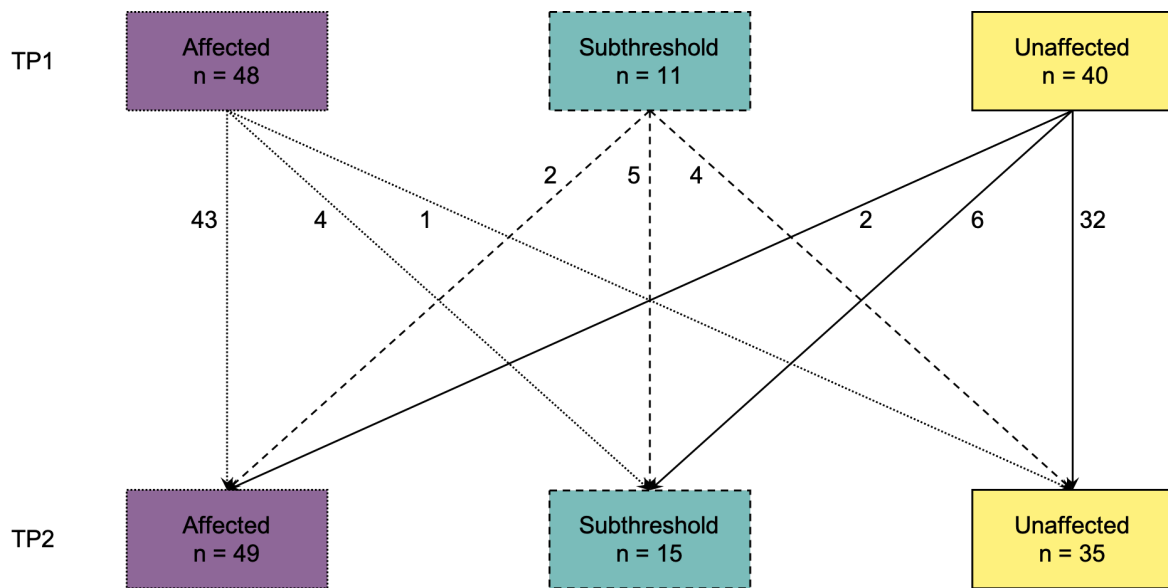 TP1
Affected
n = 48
Subthreshold
n = 11
Unaffected
n = 40
2
5
4
43
4
1
2
6
32
TP2
Affected
n = 49
Subthreshold
n = 15
Unaffected
n = 35